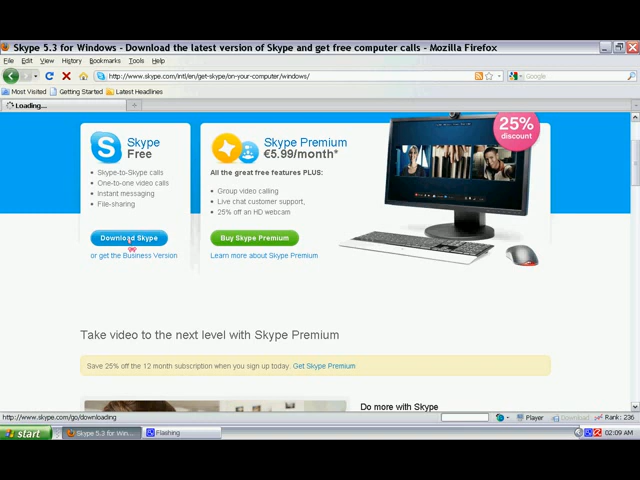 Skype 5.3 for Windows - Download the latest version of Skype and get free computer calls - Mozilla Firefox
File Edit View History Bookmarks Tools Help
http://www.skype.com/intl/en/get-skype/on-your-computer/windows/
Google
Most Visited Getting Started Latest Headlines
Loading...
Skype
Free
Skype-to-Skype calls
One-to-one video calls
Instant messaging
File-sharing
Download Skype
or get the Business Version
Skype Premium
€5.99/month*
All the great free features PLUS:
Group video calling
Live chat customer support,
25% off an HD webcam
Buy Skype Premium
Learn more about Skype Premium
25%
discount
Take video to the next level with Skype Premium
Save 25% off the 12 month subscription when you sign up today. Get Skype Premium
Do more with Skype
http://www.skype.com/go/downloading
Player Download Rank: 236
start Skype 5.3 for Win... Flashing 02:09 AM